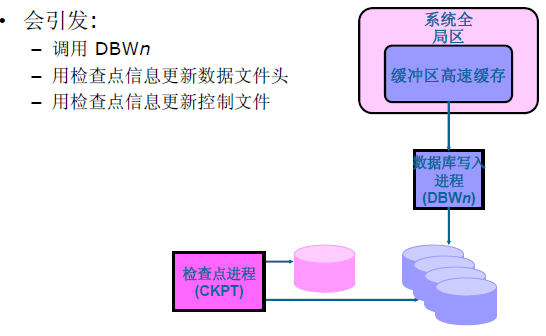 • 会引发:
– 调用 DBWn
– 用检查点信息更新数据文件头
– 用检查点信息更新控制文件
系统全
局区
缓冲区高速缓存
数据库写入
进程
(DBWn)
检查点进程
(CKPT)